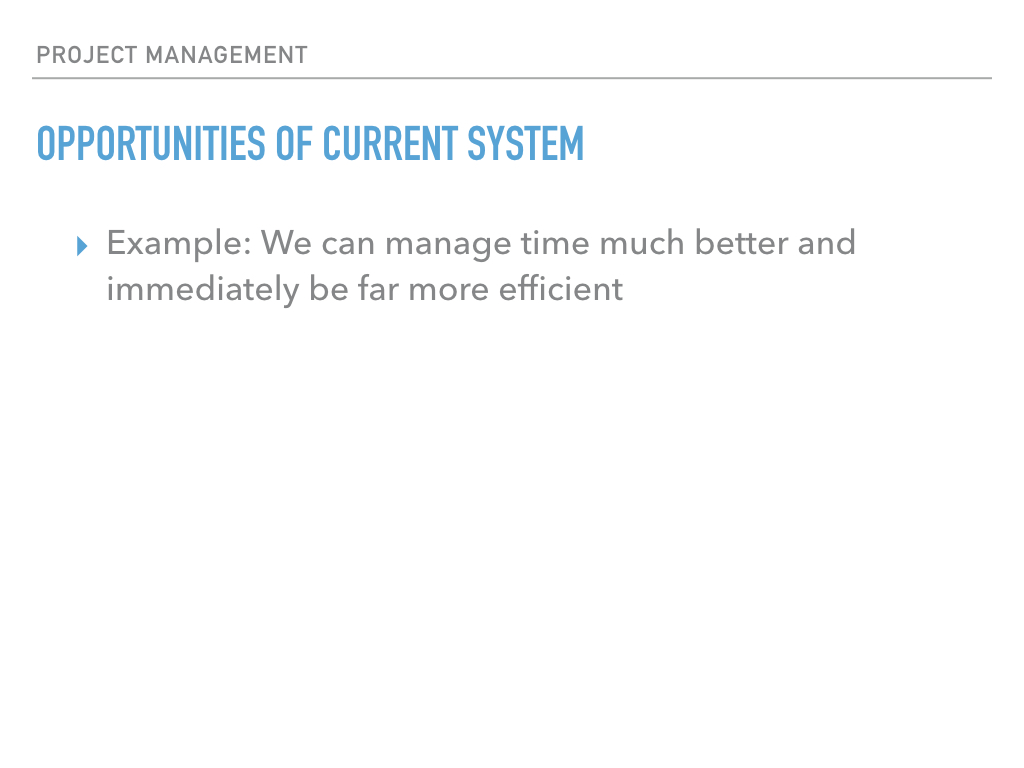 PROJECT MANAGEMENT
OPPORTUNITIES OF CURRENT SYSTEM
Example: We can manage time much better and
immediately be far more efficient